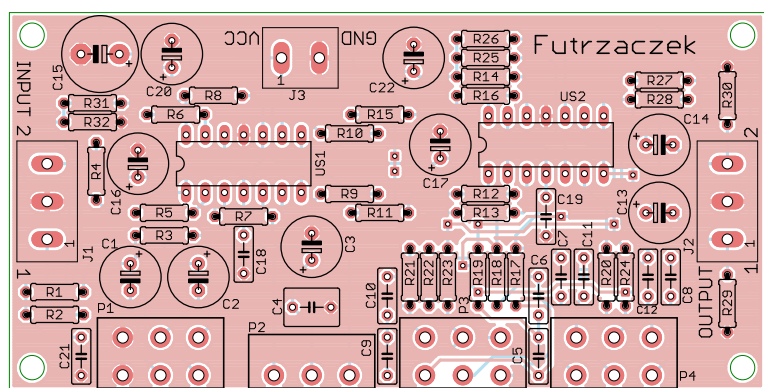 VCC
GND
Futrzaczek
C15
C20
C22
R26
R25
R14
R16
J3
1
US2
R27
R28
R30
INPUT 2
R31
R32
R8
R6
R15
R10
US1
C14
R4
C16
C17
2
R9
R11
R12
R13
C19
C13
R5
R3
R7
J1
1
C1
C2
C18
C3
C7
C11
J2
1
1
R1
R2
C4
C10
R21
R22
R23
R19
R18
R17
C6
R20
R24
C12
C8
1
OUTPUT
R29
P1
P2
P3
C21
C9
C5
P4